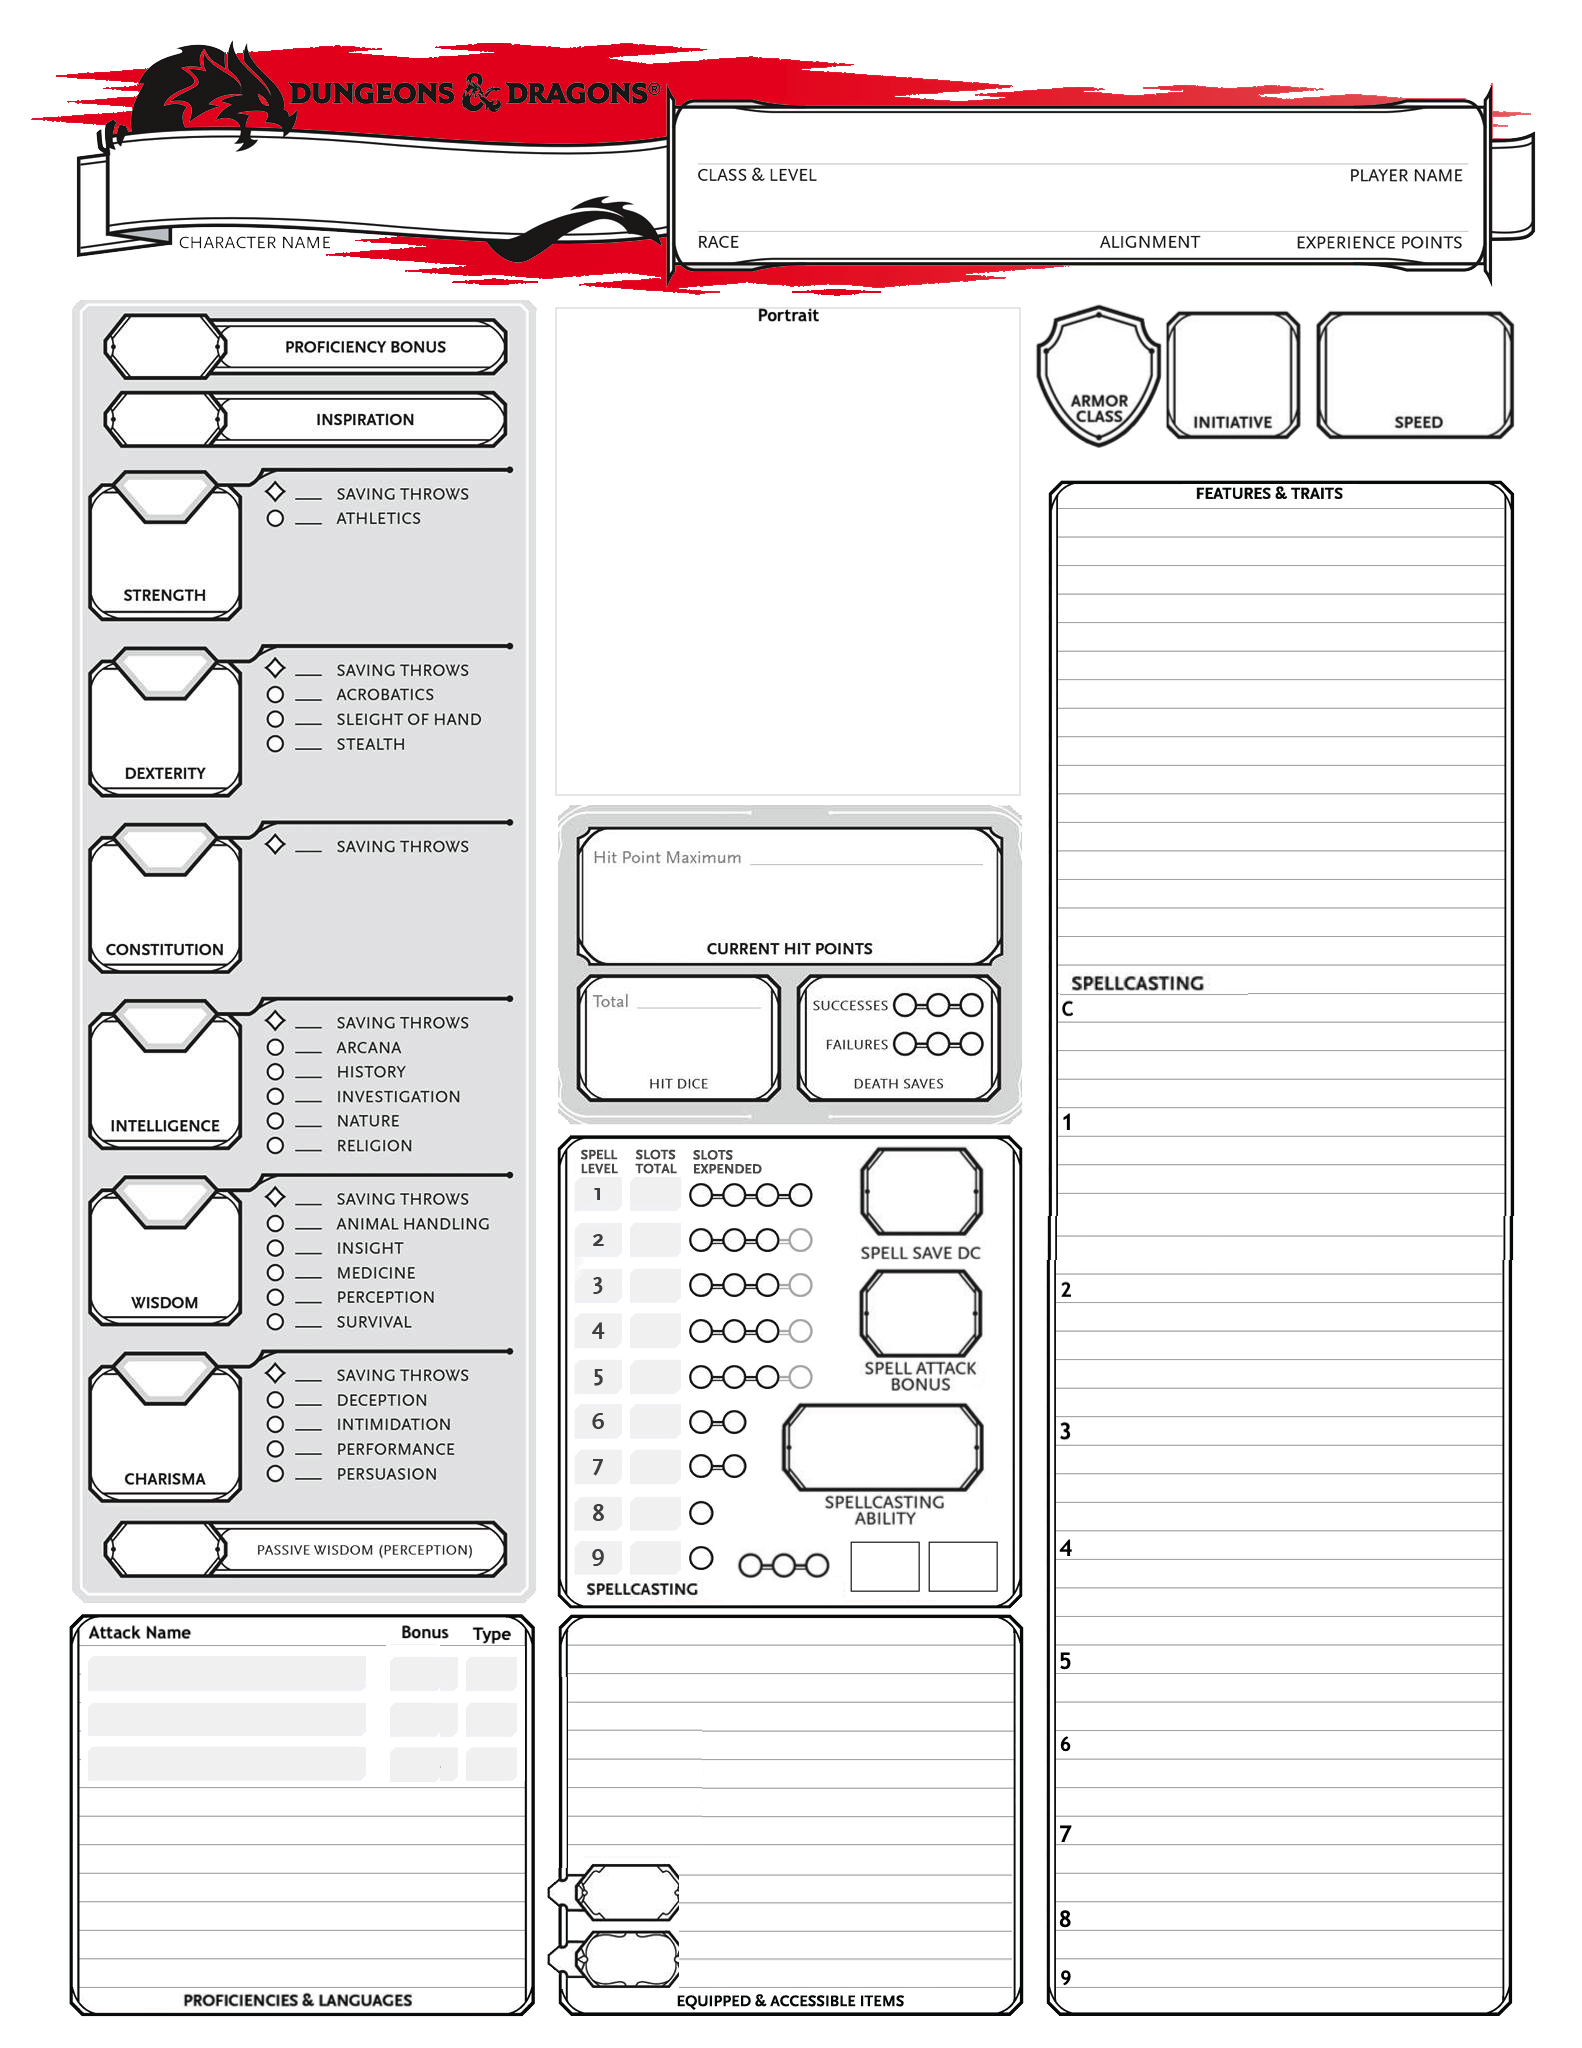 DUNGEONS & DRAGONS®
CLASS & LEVEL
PLAYER NAME
CHARACTER NAME
RACE
ALIGNMENT
EXPERIENCE POINTS
PROFICIENCY BONUS
INSPIRATION
SAVING THROWS
ATHLETICS
STRENGTH
SAVING THROWS
ACROBATICS
SLEIGHT OF HAND
STEALTH
DEXTERITY
SAVING THROWS
CONSTITUTION
SAVING THROWS
ARCANA
HISTORY
INVESTIGATION
NATURE
RELIGION
INTELLIGENCE
SAVING THROWS
ANIMAL HANDLING
INSIGHT
MEDICINE
PERCEPTION
SURVIVAL
WISDOM
SAVING THROWS
DECEPTION
INTIMIDATION
PERFORMANCE
PERSUASION
CHARISMA
PASSIVE WISDOM (PERCEPTION)
Attack Name Bonus Type
PROFICIENCIES & LANGUAGES
Portrait
Hit Point Maximum
CURRENT HIT POINTS
Total
HIT DICE
SUCCESSES
FAILURES
DEATH SAVES
SPELL LEVEL
SLOTS TOTAL
SLOTS EXPENDED
1
2
3
4
5
6
7
8
9
SPELLCASTING
SPELL SAVE DC
SPELL ATTACK
BONUS
SPELLCASTING
ABILITY
EQUIPPED & ACCESSIBLE ITEMS
ARMOR
CLASS
INITIATIVE
SPEED
FEATURES & TRAITS
SPELLCASTING
C
1
2
3
4
5
6
7
8
9